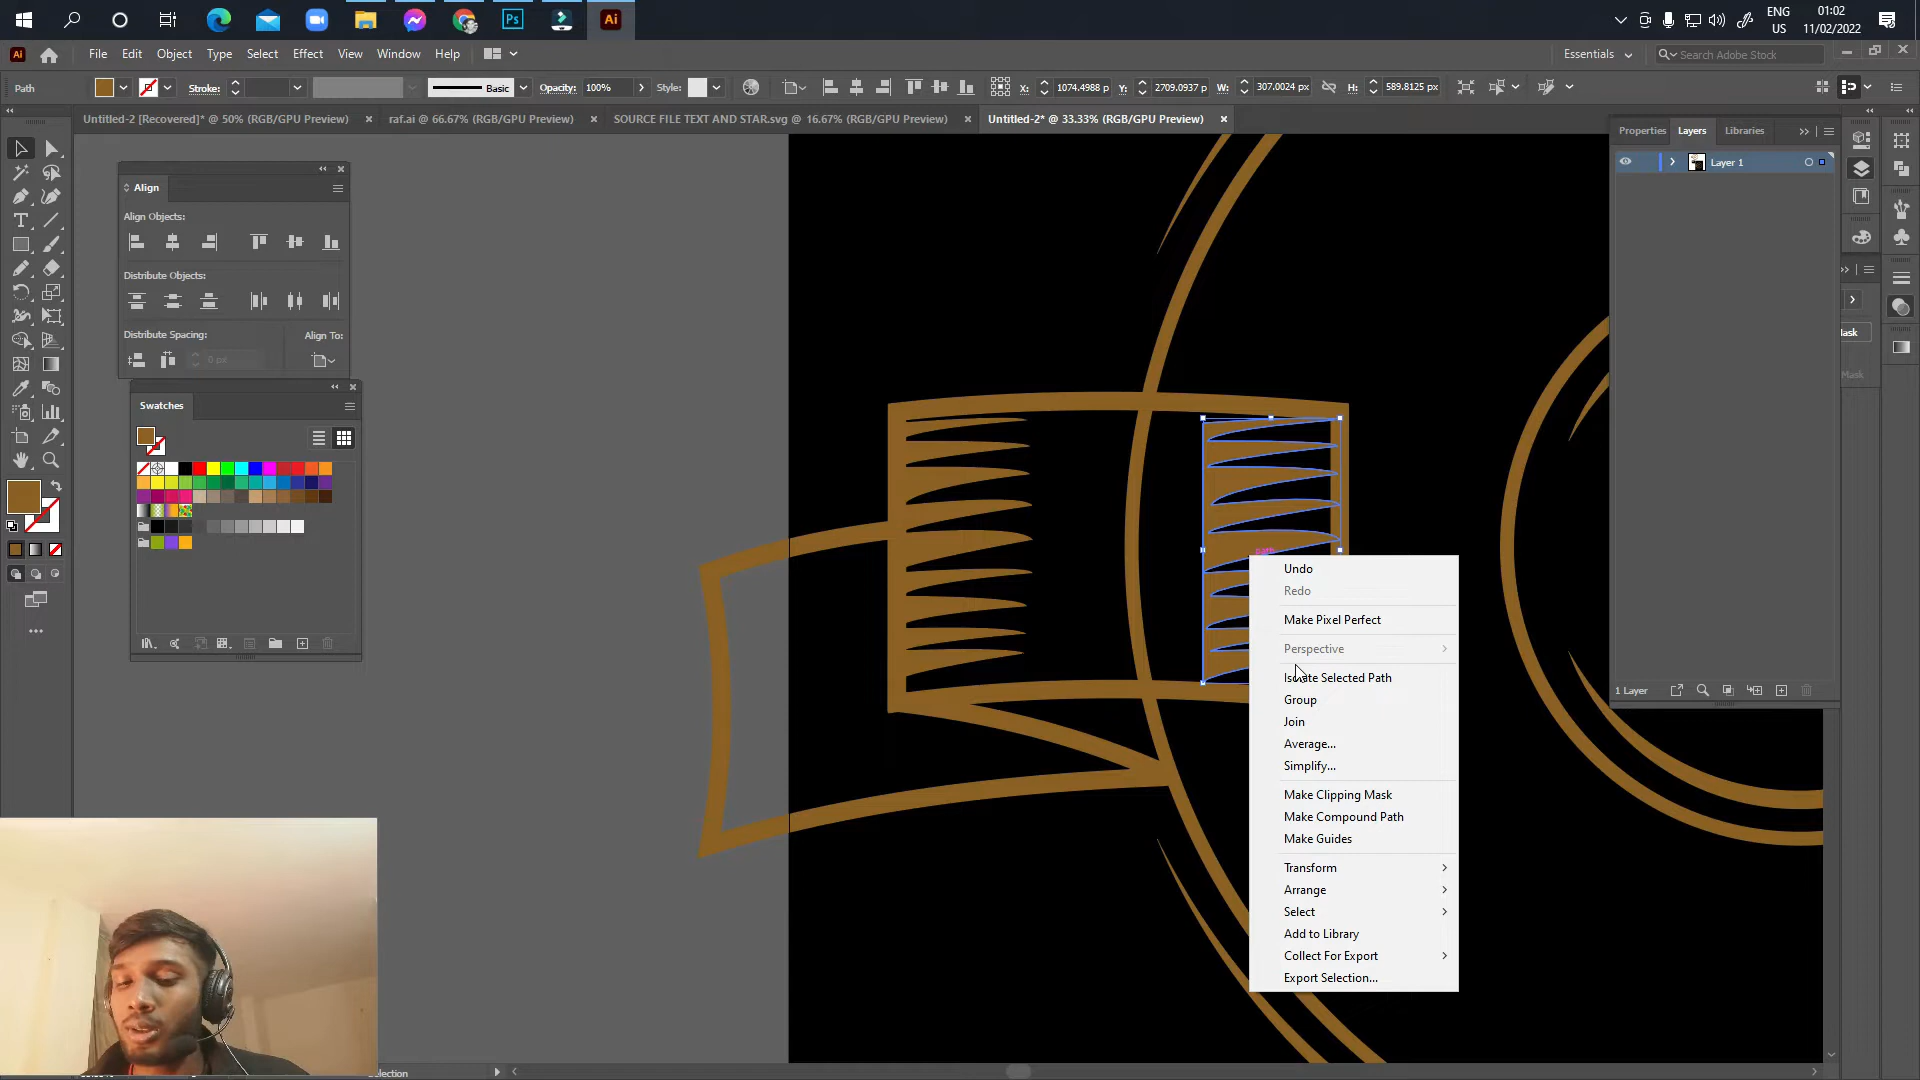 ENG
US
01:02
11/02/2022
Ps
Ai
Ai
File Edit Object Type Select Effect View Window Help
Essentials
Search Adobe Stock
Path
Stroke:
Basic
Opacity: 100%
Style:
X: 1074.4988 p
Y: 2709.0937 p
W: 307.0024 px
H: 589.8125 px
Untitled-2 [Recovered]* @ 50% (RGB/GPU Preview)
raf.ai @ 66.67% (RGB/GPU Preview)
SOURCE FILE TEXT AND STAR.svg @ 16.67% (RGB/GPU Preview)
Untitled-2* @ 33.33% (RGB/GPU Preview)
Properties Layers Libraries
Layer 1
Align
Align Objects:
Distribute Objects:
Distribute Spacing:
Align To:
0 px
Swatches
Undo
Redo
Make Pixel Perfect
Perspective
Isolate Selected Path
Group
Join
Average...
Simplify...
Make Clipping Mask
Make Compound Path
Make Guides
Transform
Arrange
Select
Add to Library
Collect For Export
Export Selection...
1 Layer
Mask
Selection